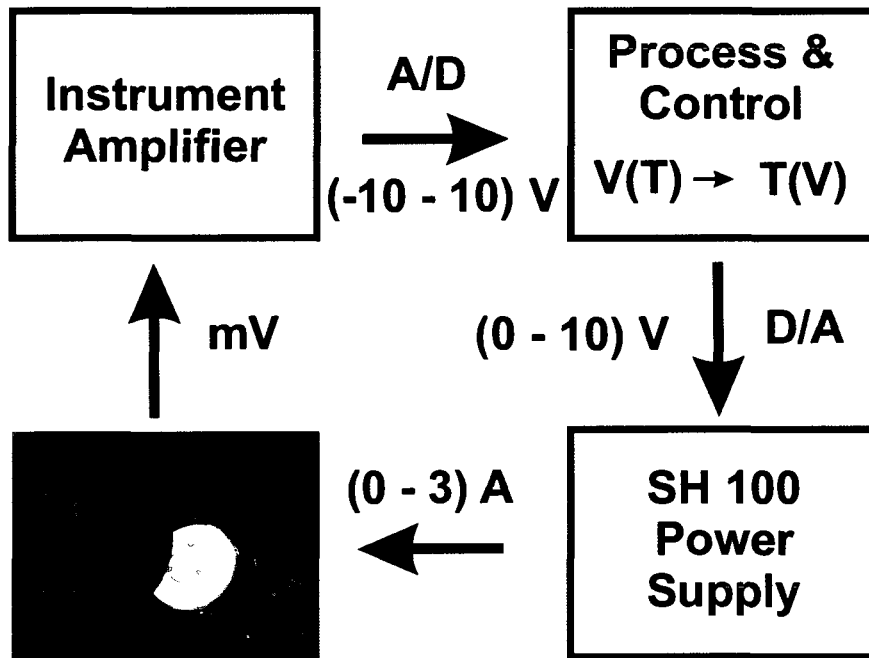 Instrument
Amplifier
A/D
(-10 - 10) V
Process &
Control
V(T) → T(V)
mV
(0 - 10) V
D/A
(0 - 3) A
SH 100
Power
Supply